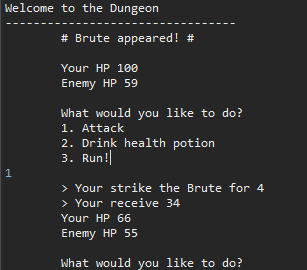 Welcome to the Dungeon
---------------------------------
# Brute appeared! #
Your HP 100
Enemy HP 59
What would you like to do?
1. Attack
2. Drink health potion
3. Run!
1
> Your strike the Brute for 4
> Your receive 34
Your HP 66
Enemy HP 55
What would you like to do?